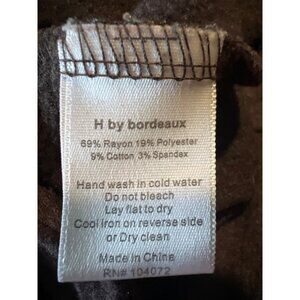 H by bordeaux
69% Rayon 19% Polyester
9% Cotton 3% Spandex
Hand wash in cold water
Do not bleach
Lay flat to dry
Cool iron on reverse side
or Dry clean
Made in China
RN# 104072